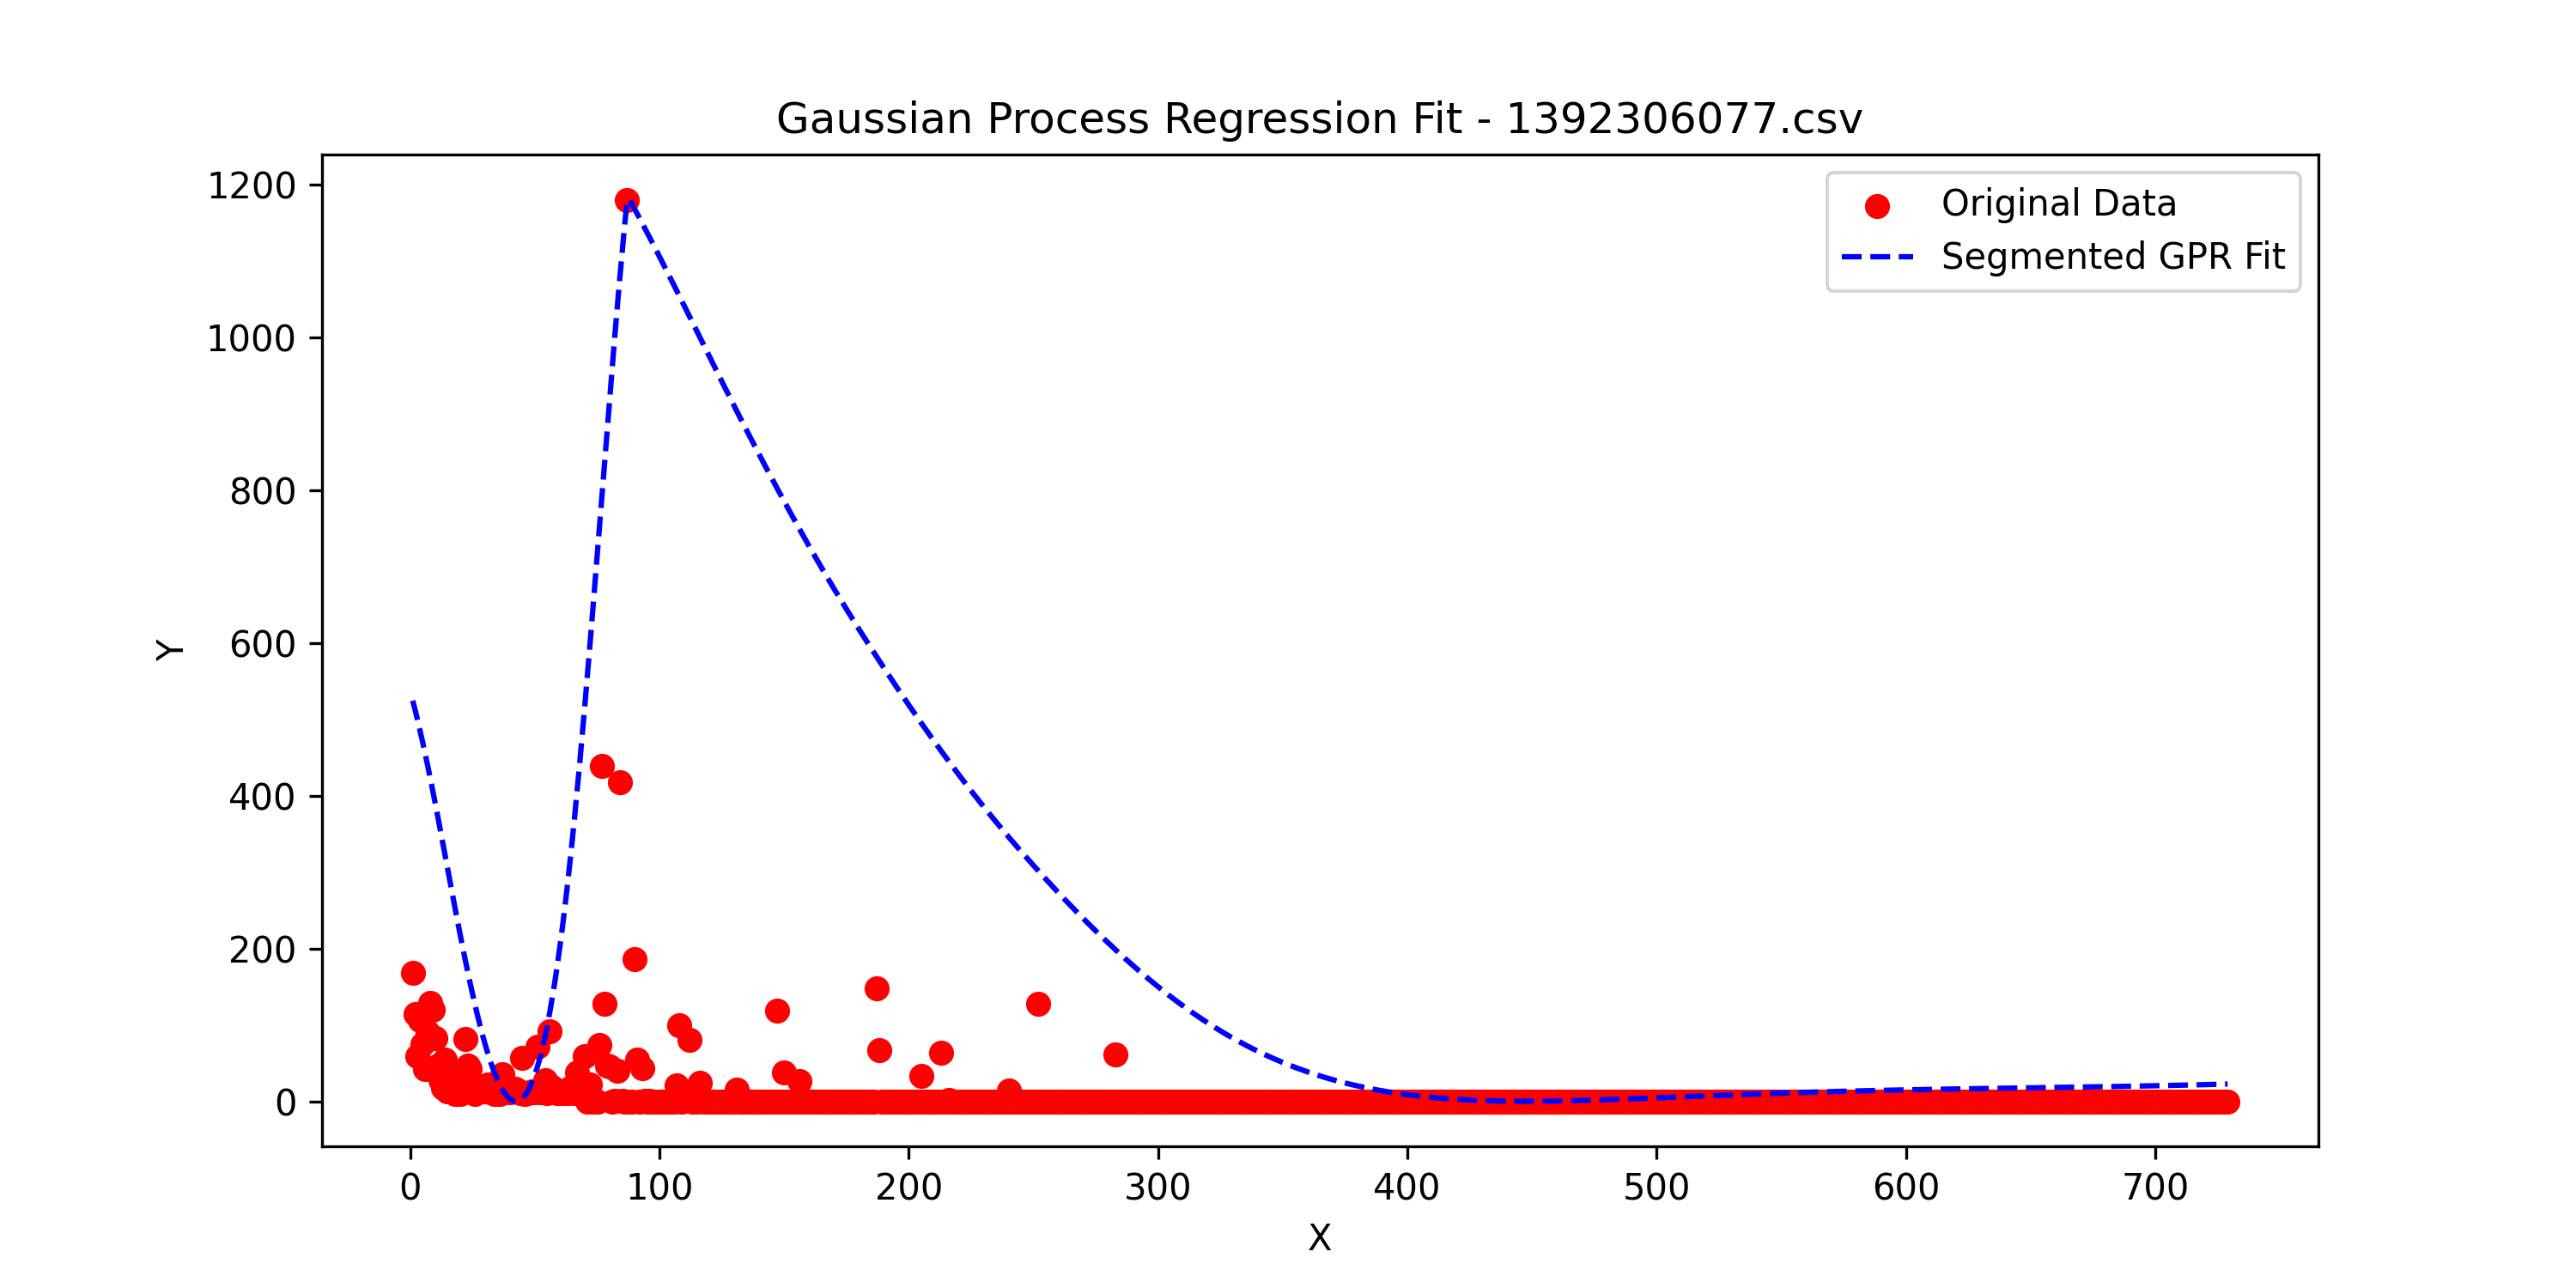 Gaussian Process Regression Fit - 1392306077.csv
1200
1000
800
600
400
200
0
Y
Original Data
Segmented GPR Fit
0 100 200 300 400 500 600 700
X